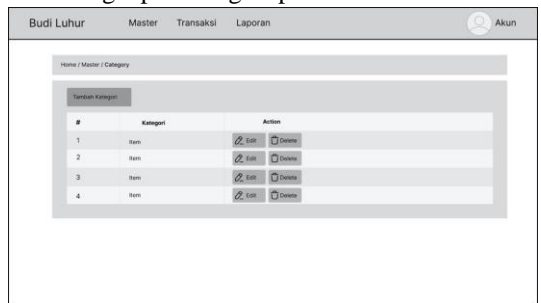 Budi Luhur Master Transaksi Laporan Akun
Home / Master / Category
Tambah Kategori
# Kategori Action
1 Item Edit Delete
2 Item Edit Delete
3 Item Edit Delete
4 Item Edit Delete